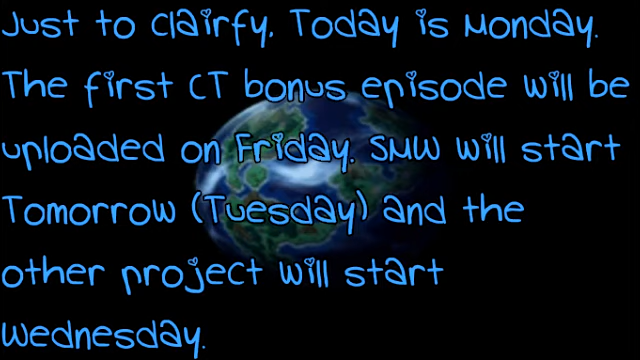 Just to Clairfy, Today is Monday.
The first CT bonus episode will be
uploaded on Friday. SMW will start
Tomorrow (Tuesday) and the
other project will start
Wednesday.